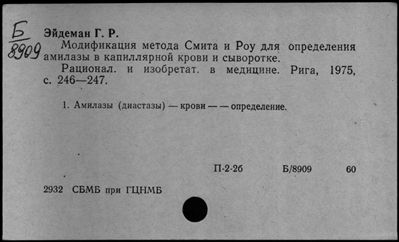 Б
8909
Эйдеман Г. Р.
Модификация метода Смита и Роу для определения
амилазы в капиллярной крови и сыворотке.
Рационал. и изобретат. в медицине. Рига, 1975,
с. 246—247.
1. Амилазы (диастазы) — крови — — определение.
П-2-2б Б/8909 60
2932 СБМБ при ГЦНМБ